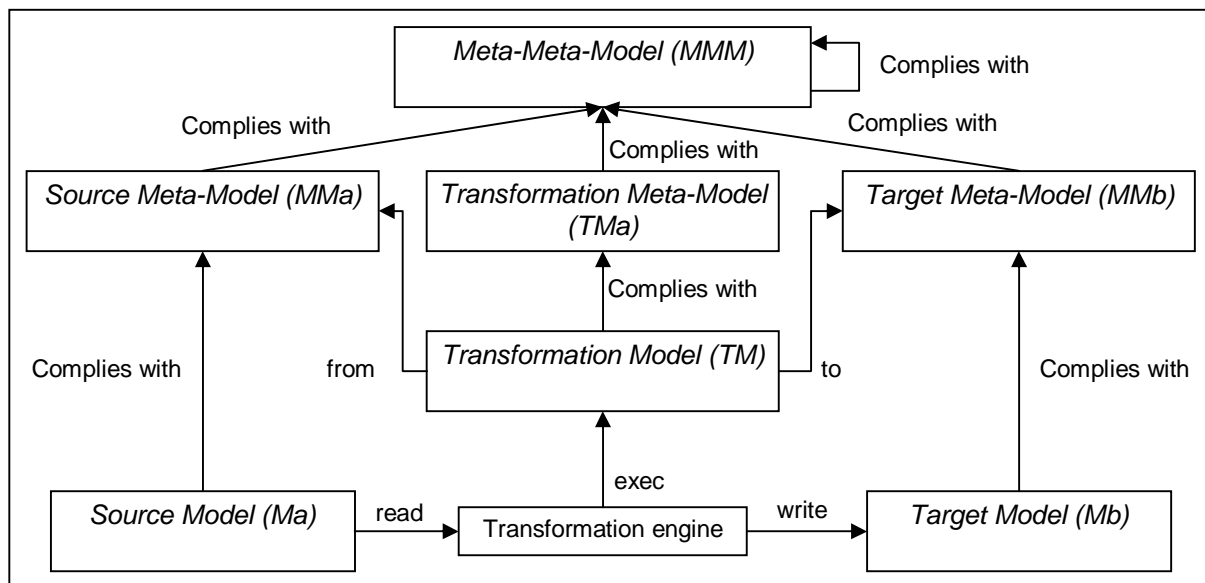 Meta-Meta-Model (MMM)
Complies with
Complies with
Complies with
Complies with
Source Meta-Model (MMa)
Transformation Meta-Model
(TMa)
Target Meta-Model (MMb)
Complies with
Complies with
from
Transformation Model (TM)
to
Complies with
exec
Source Model (Ma)
read
Transformation engine
write
Target Model (Mb)